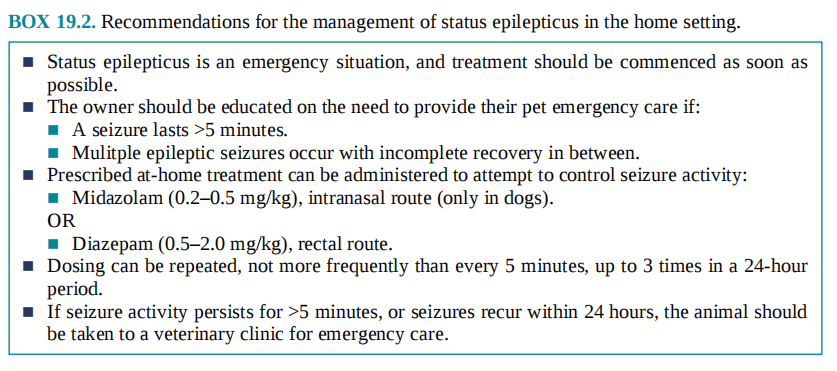 BOX 19.2. Recommendations for the management of status epilepticus in the home setting.
■ Status epilepticus is an emergency situation, and treatment should be commenced as soon as
possible.
■ The owner should be educated on the need to provide their pet emergency care if:
■ A seizure lasts >5 minutes.
■ Mulitple epileptic seizures occur with incomplete recovery in between.
■ Prescribed at-home treatment can be administered to attempt to control seizure activity:
■ Midazolam (0.2–0.5 mg/kg), intranasal route (only in dogs).
OR
■ Diazepam (0.5–2.0 mg/kg), rectal route.
■ Dosing can be repeated, not more frequently than every 5 minutes, up to 3 times in a 24-hour
period.
■ If seizure activity persists for >5 minutes, or seizures recur within 24 hours, the animal should
be taken to a veterinary clinic for emergency care.